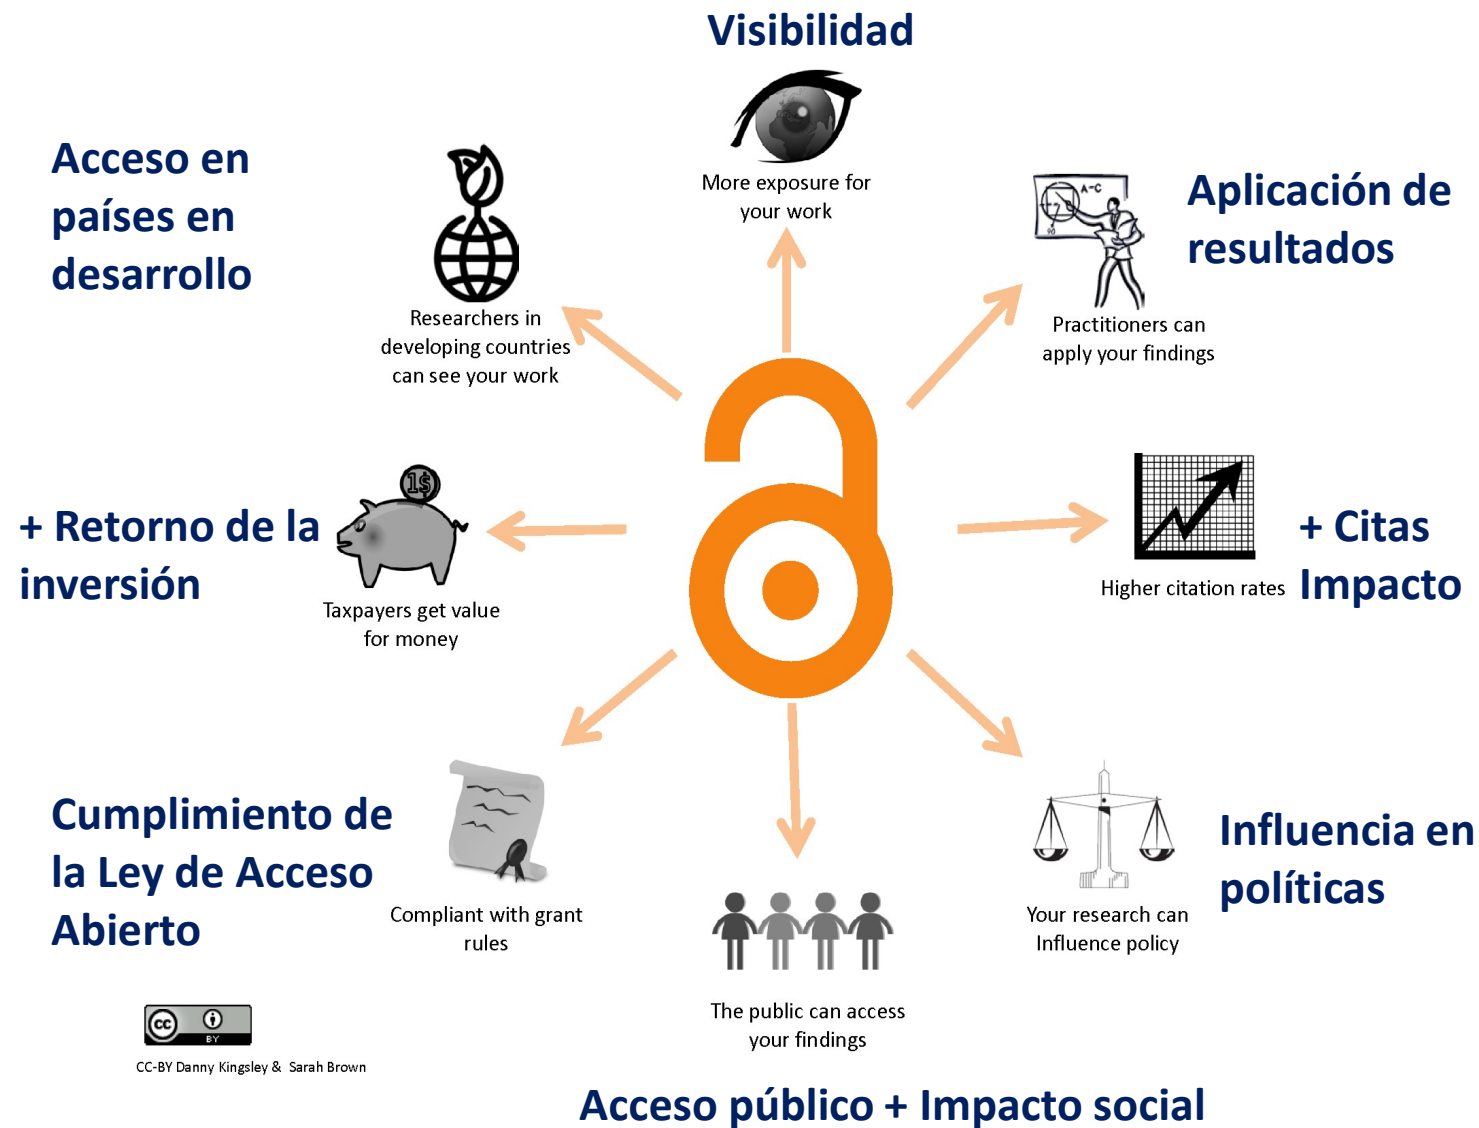 Visibilidad
More exposure for
your work
Acceso en
países en
desarrollo
Researchers in
developing countries
can see your work
A-C
90
Aplicación de
resultados
Practitioners can
apply your findings
+ Retorno de la
inversión
1$
Taxpayers get value
for money
Higher citation rates
+ Citas
Impacto
Cumplimiento de
la Ley de Acceso
Abierto
Compliant with grant
rules
Your research can
Influence policy
Influencia en
políticas
The public can access
your findings
cc
BY
CC-BY Danny Kingsley & Sarah Brown
Acceso público + Impacto social